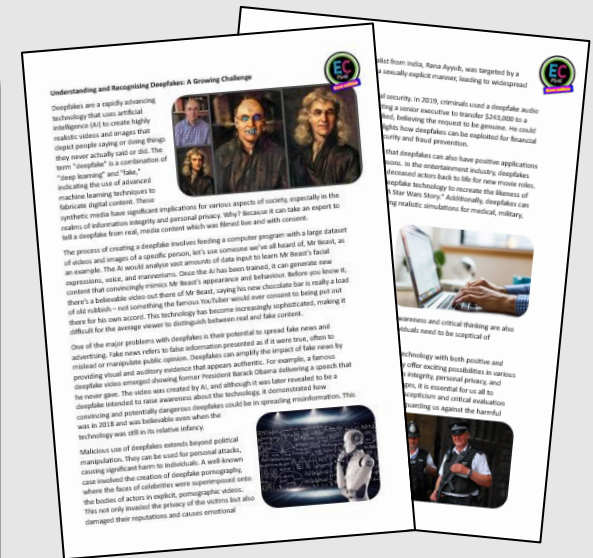 Understanding and Recognising Deepfakes: A Growing Challenge
EC
Deepfakes are a rapidly advancing
technology that uses artificial
intelligence (AI) to create highly
realistic videos and images that
depict people saying or doing things
they never actually said or did. The
term "deepfake" is a combination of
"deep learning" and "fake,"
indicating the use of advanced
machine learning techniques to
fabricate digital content. These
synthetic media have significant implications for various aspects of society, especially in the
realms of information integrity and personal privacy. Why? Because it can take an expert to
tell a deepfake from real, media content which was filmed live and with consent.
The process of creating a deepfake involves feeding a computer program with a large dataset
of videos and images of a specific person, let's use someone we've all heard of, Mr Beast, as
an example. The AI would analyse vast amounts of data input to learn Mr Beast's facial
expressions, voice, and mannerisms. Once the AI has been trained, it can generate new
content that convincingly mimics Mr Beast's appearance and behaviour. Before you know it,
there's a believable video out there of Mr Beast, saying his new chocolate bar is really a load
of old rubbish – not something the famous YouTuber would ever consent to being put out
there for his own accord. This technology has become increasingly sophisticated, making it
difficult for the average viewer to distinguish between real and fake content.
One of the major problems with deepfakes is their potential to spread fake news and
advertising. Fake news refers to false information presented as if it were true, often to
mislead or manipulate public opinion. Deepfakes can amplify the impact of fake news by
providing visual and auditory evidence that appears authentic. For example, a famous
deepfake video emerged showing former President Barack Obama delivering a speech that
he never gave. The video was created by AI, and although it was later revealed to be a
deepfake intended to raise awareness about the technology, it demonstrated how
convincing and potentially dangerous deepfakes could be in spreading misinformation. This
was in 2018 and was believable even when the
technology was still in its relative infancy.
Malicious use of deepfakes extends beyond political
manipulation. They can be used for personal attacks,
causing significant harm to individuals. A well-known
case involved the creation of deepfake pornography,
where the faces of celebrities were superimposed onto
the bodies of actors in explicit, pornographic videos.
This not only invaded the privacy of the victims but also
damaged their reputations and causes emotional
list from India, Rana Ayyub, was targeted by a
a sexually explicit manner, leading to widespread
EC
al security. In 2019, criminals used a deepfake audio
ting a senior executive to transfer $243,000 to a
lied, believing the request to be genuine. He could
lights how deepfakes can be exploited for financial
urity and fraud prevention.
that deepfakes can also have positive applications
sons. In the entertainment industry, deepfakes
deceased actors back to life for new movie roles.
eepfake technology to recreate the likeness of
A Star Wars Story." Additionally, deepfakes can
ng realistic simulations for medical, military,
wareness and critical thinking are also
viduals need to be sceptical of
echnology with both positive and
y offer exciting possibilities in various
n integrity, personal privacy, and
ges, it is essential for us all to
cepticism and critical evaluation
guarding us against the harmful